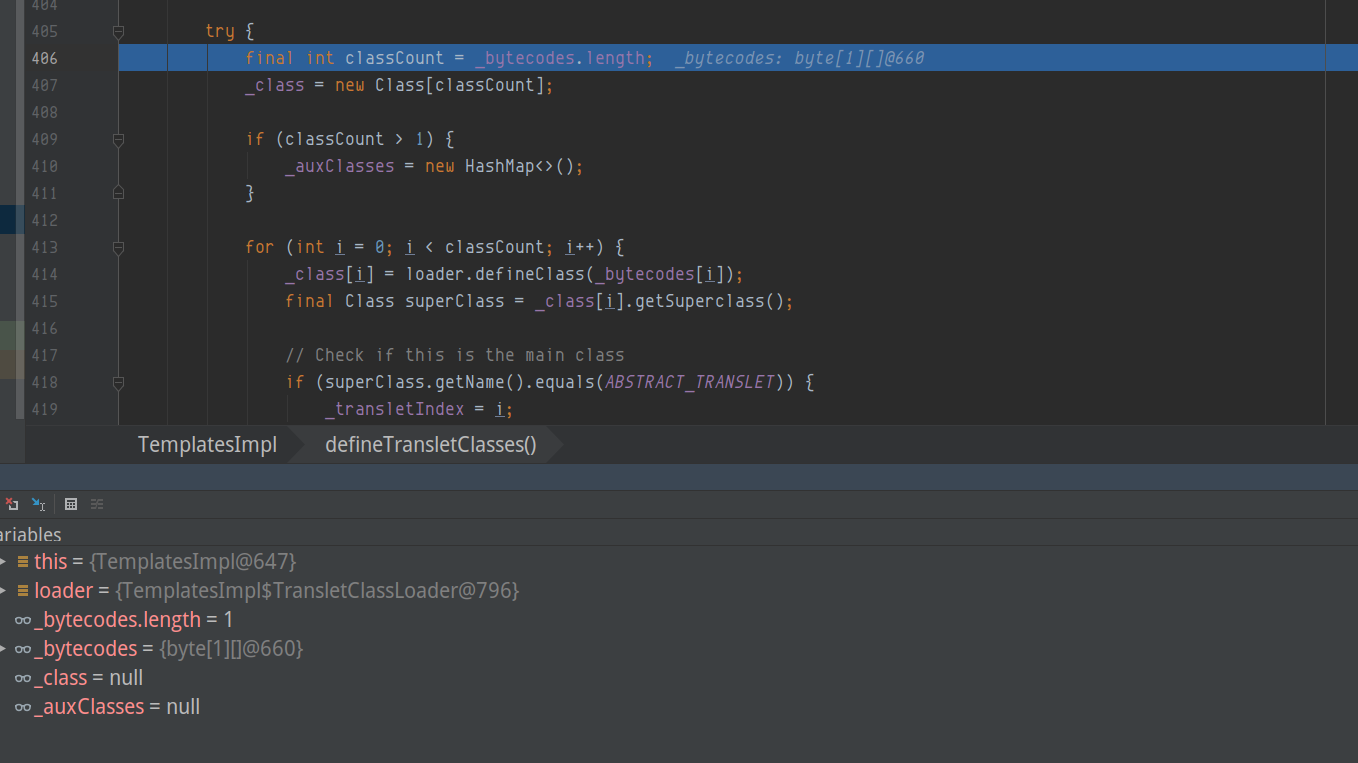 404
405 try {
406 final int classCount = _bytecodes.length; _bytecodes: byte[1][]@660
407 _class = new Class[classCount];
408
409 if (classCount > 1) {
410 _auxClasses = new HashMap<>();
411 }
412
413 for (int i = 0; i < classCount; i++) {
414 _class[i] = loader.defineClass(_bytecodes[i]);
415 final Class superClass = _class[i].getSuperclass();
416
417 // Check if this is the main class
418 if (superClass.getName().equals(ABSTRACT_TRANSLET)) {
419 _transletIndex = i;
TemplatesImpl defineTransletClasses()
ariables
this = {TemplatesImpl@647}
loader = {TemplatesImpl$TransletClassLoader@796}
_bytecodes.length = 1
_bytecodes = {byte[1][]@660}
_class = null
_auxClasses = null